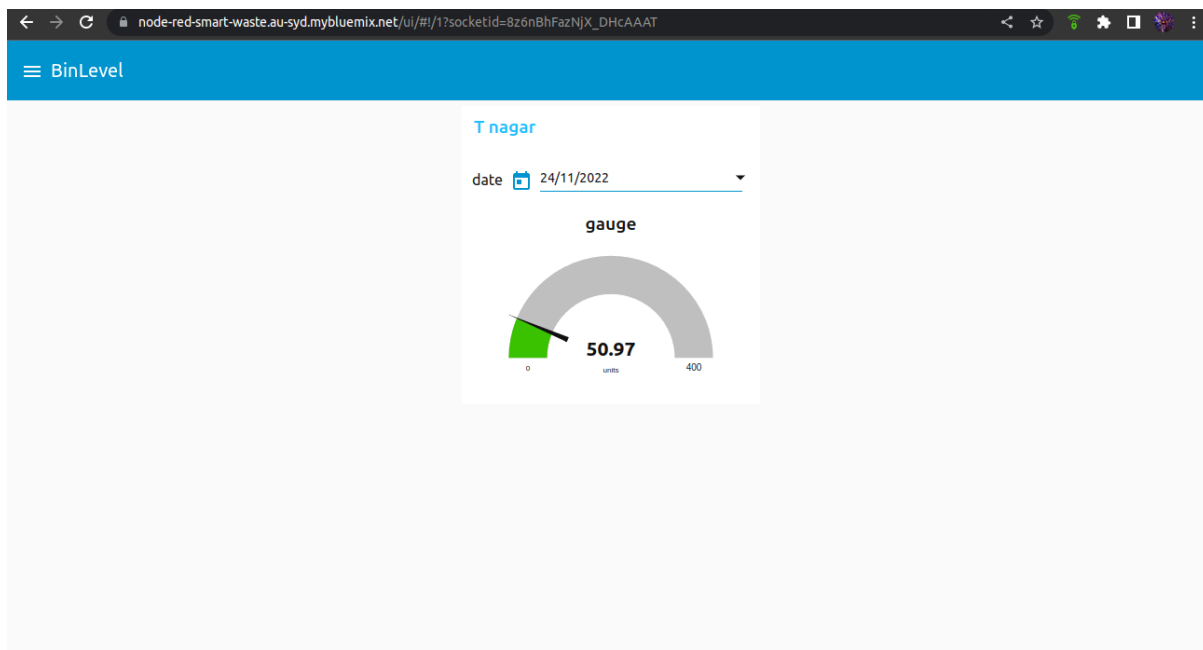 node-red-smart-waste.au-syd.mybluemix.net/ui/#!/1?socketid=8z6nBhFazNjX_DHcAAAT
BinLevel
T nagar
date 24/11/2022
gauge
50.97
0 units 400